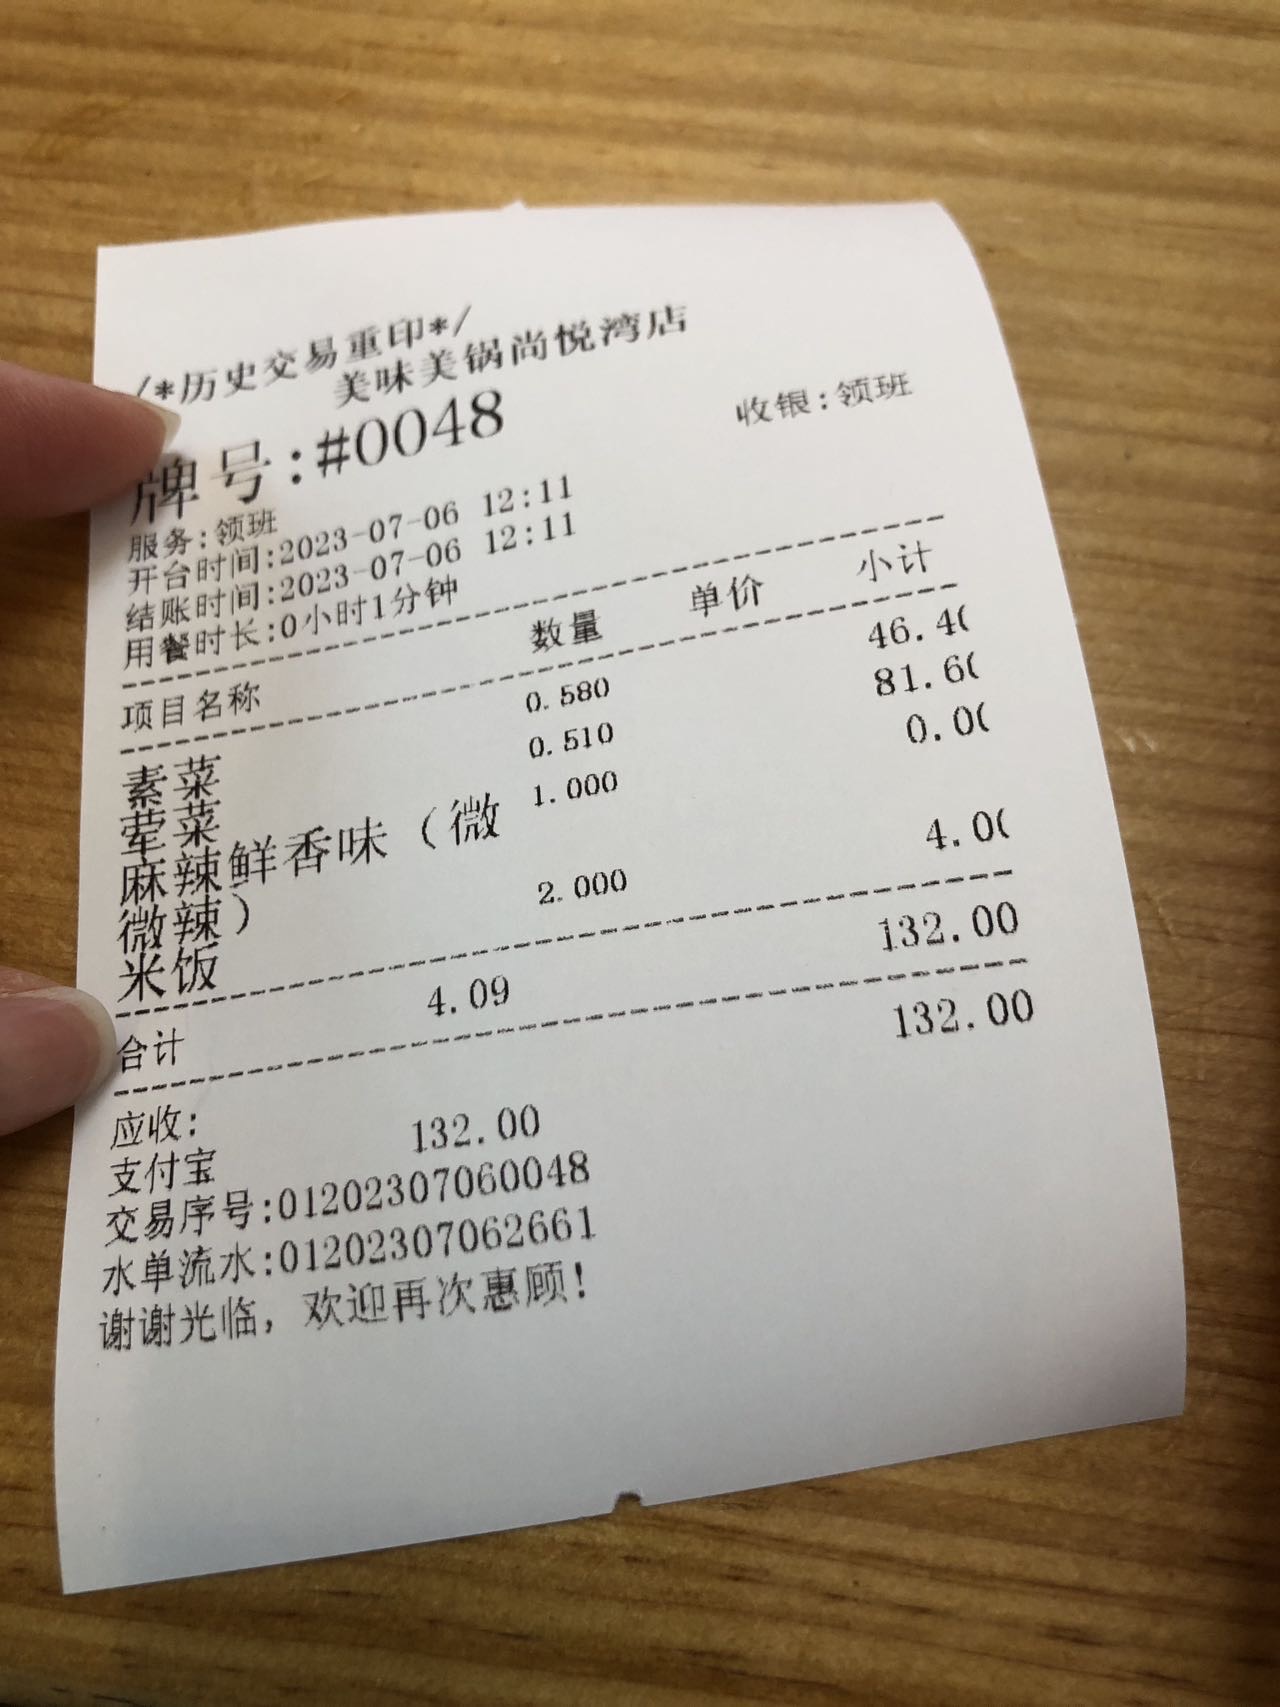 /*历史交易重印*/
美味美锅尚悦湾店
牌号:#0048
收银:领班
服务:领班
开台时间:2023-07-06 12:11
结账时间:2023-07-06 12:11
用餐时长:0小时1分钟
项目名称 数量 单价 小计
素菜 0.580 46.4(
荤菜 0.510 81.6(
麻辣鲜香味（微 1.000 0.0(
微辣）
米饭 2.000 4.0(
合计 4.09 132.00
应收: 132.00
支付宝 132.00
交易序号:01202307060048
水单流水:01202307062661
谢谢光临，欢迎再次惠顾！